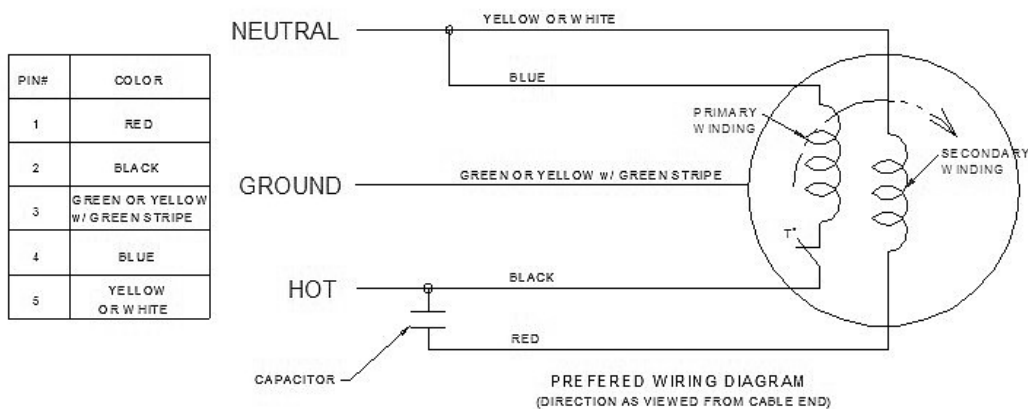 PIN# COLOR
1 RED
2 BLACK
3 GREEN OR YELLOW
w/ GREEN STRIPE
4 BLUE
5 YELLOW
OR WHITE
NEUTRAL
YELLOW OR WHITE
BLUE
PRIMARY
WINDING
SECONDARY
WINDING
GROUND
GREEN OR YELLOW w/ GREEN STRIPE
T°
HOT
BLACK
RED
CAPACITOR
PREFERED WIRING DIAGRAM
(DIRECTION AS VIEWED FROM CABLE END)